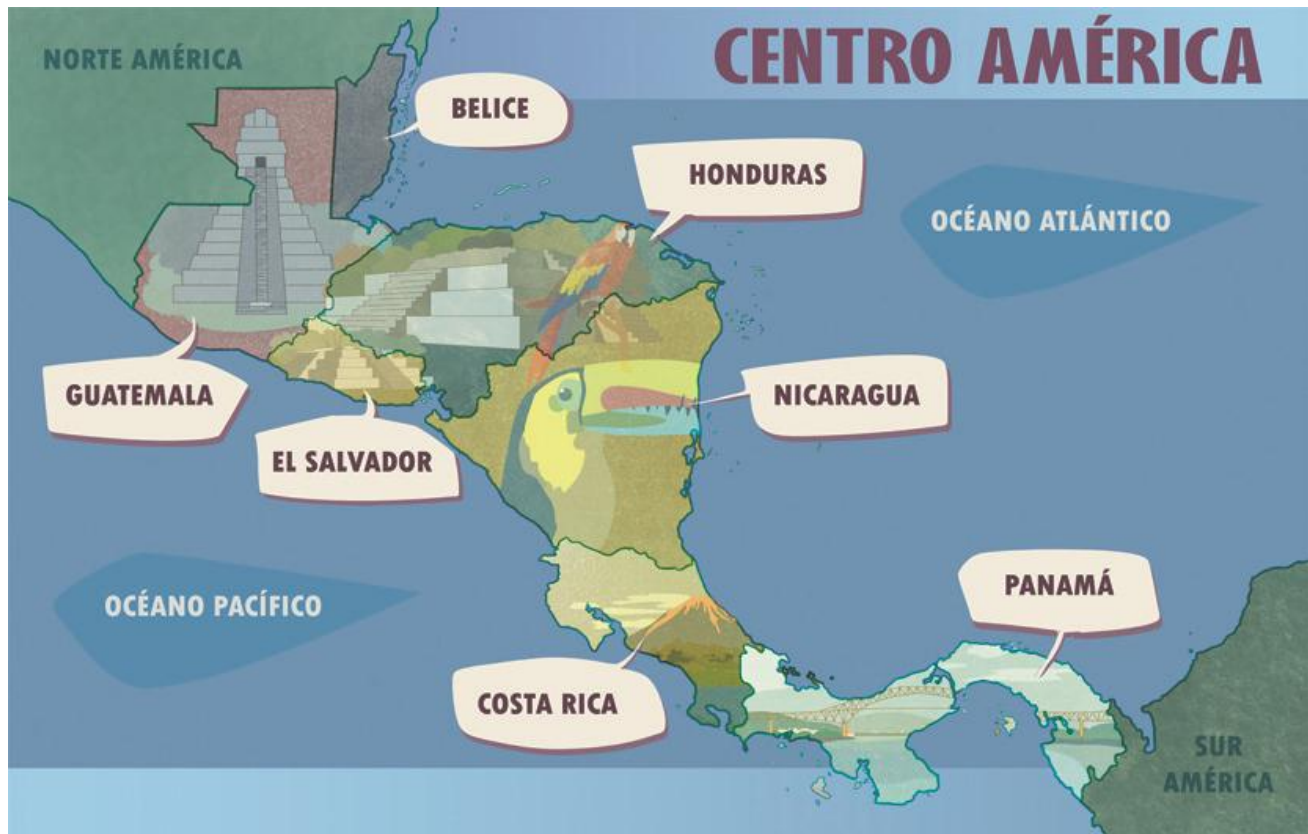 NORTE AMÉRICA
CENTRO AMÉRICA
BELICE
HONDURAS
OCÉANO ATLÁNTICO
GUATEMALA
NICARAGUA
EL SALVADOR
OCÉANO PACÍFICO
PANAMÁ
COSTA RICA
SUR
AMÉRICA